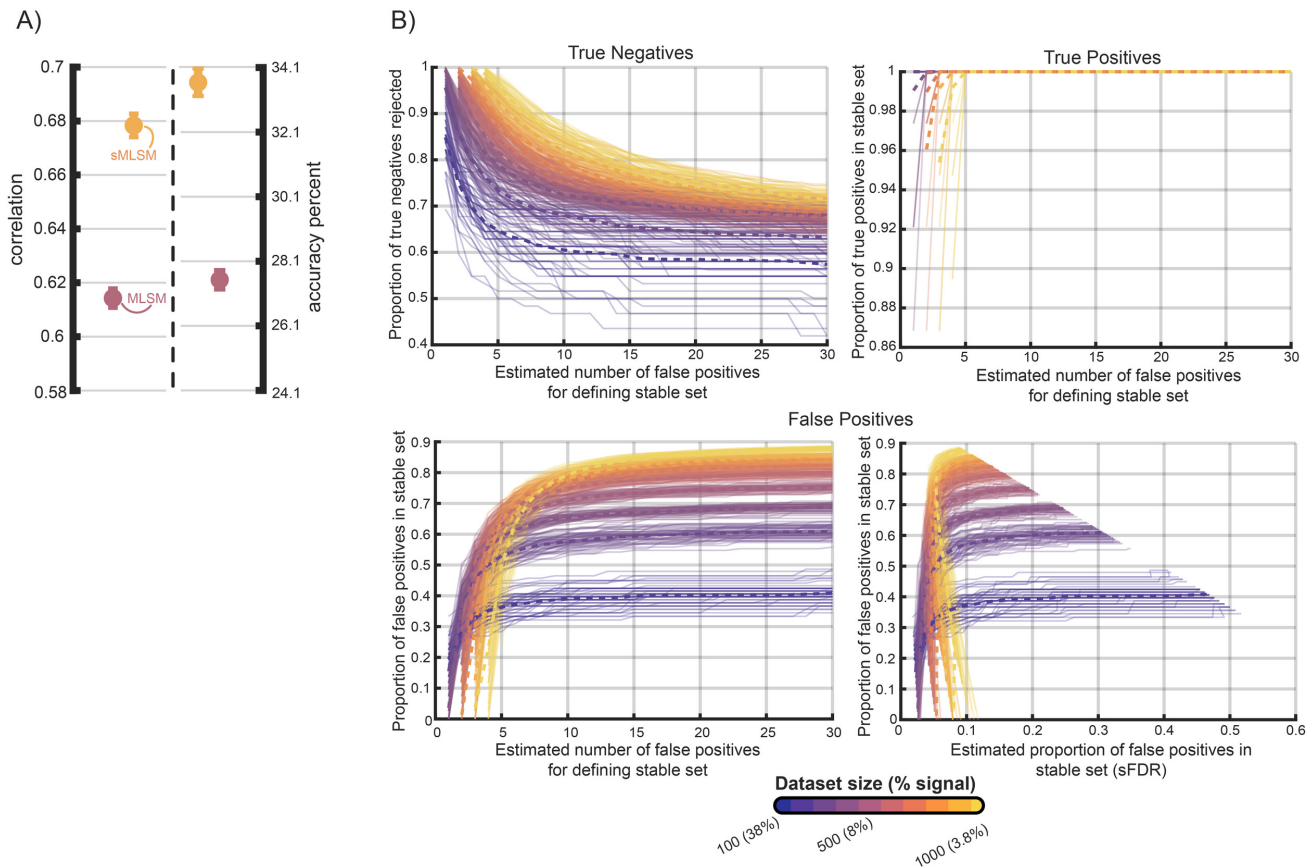 A)
correlation
0.7
0.68
0.66
0.64
0.62
0.6
0.58
sMLSM
MLSM
34.1
32.1
30.1
28.1
26.1
24.1
accuracy percent
B)
True Negatives
Proportion of true negatives rejected
1
0.9
0.8
0.7
0.6
0.5
0.4
0 5 10 15 20 25 30
Estimated number of false positives
for defining stable set
True Positives
Proportion of true positives in stable set
1
0.98
0.96
0.94
0.92
0.9
0.88
0.86
0 5 10 15 20 25 30
Estimated number of false positives
for defining stable set
False Positives
Proportion of false positives in stable set
0.9
0.8
0.7
0.6
0.5
0.4
0.3
0.2
0.1
0
0 5 10 15 20 25 30
Estimated number of false positives
for defining stable set
Proportion of false positives in stable set
0.9
0.8
0.7
0.6
0.5
0.4
0.3
0.2
0.1
0
0 0.1 0.2 0.3 0.4 0.5 0.6
Estimated proportion of false positives in
stable set (sFDR)
Dataset size (% signal)
100 (38%)
500 (8%)
1000 (3.8%)